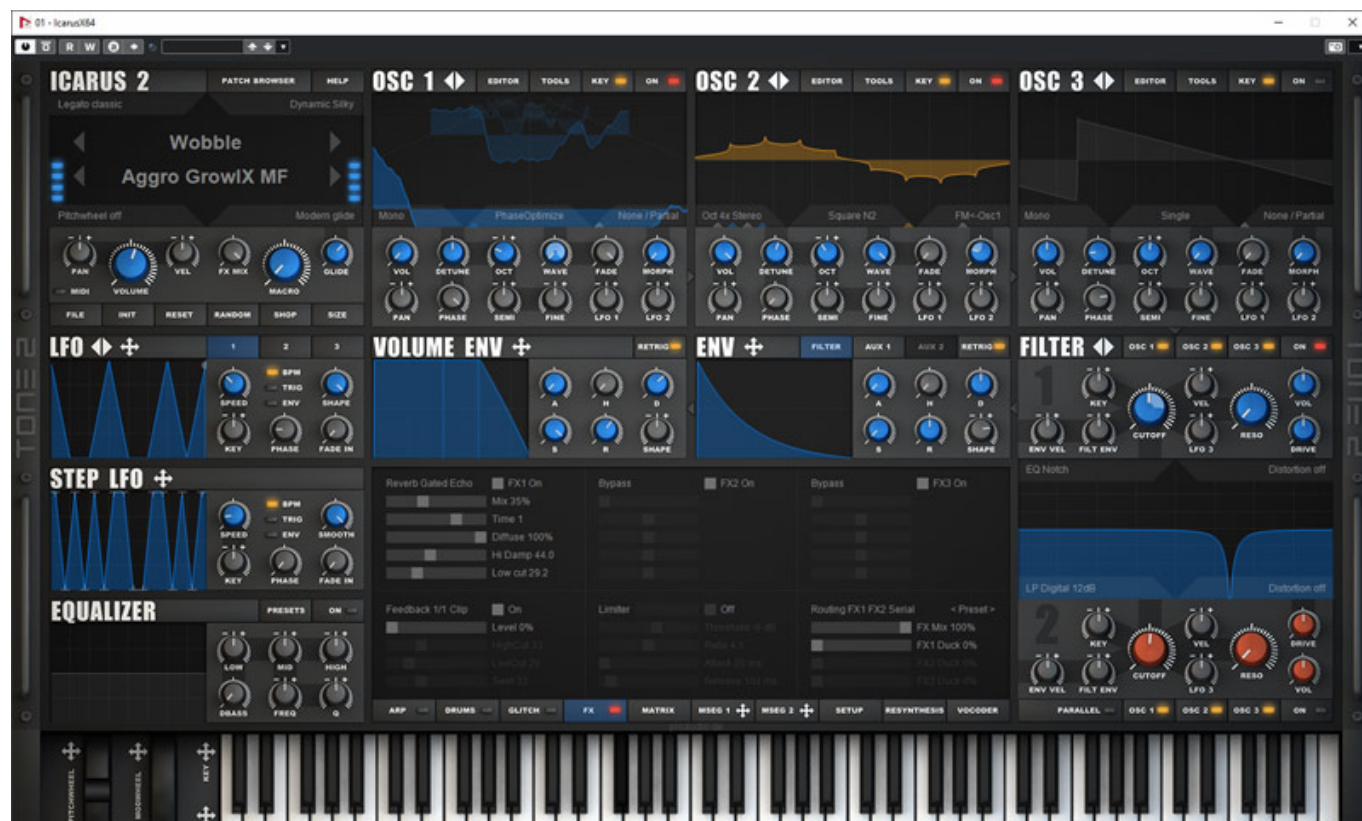 01 - IcarusX64
R W
ICARUS 2
PATCH BROWSER HELP
Legato classic Dynamic Silky
Wobble
Aggro GrowlX MF
Pitchwheel off Modern glide
PAN VEL FX MIX GLIDE
MIDI VOLUME MACRO
FILE INIT RESET RANDOM SHOP SIZE
OSC 1 EDITOR TOOLS KEY ON
Mono PhaseOptimize None / Partial
VOL DETUNE OCT WAVE FADE MORPH
PAN PHASE SEMI FINE LFO 1 LFO 2
OSC 2 EDITOR TOOLS KEY ON
Oct 4x Stereo Square N2 FM<-Osc1
VOL DETUNE OCT WAVE FADE MORPH
PAN PHASE SEMI FINE LFO 1 LFO 2
OSC 3 EDITOR TOOLS KEY ON
Mono Single None / Partial
VOL DETUNE OCT WAVE FADE MORPH
PAN PHASE SEMI FINE LFO 1 LFO 2
TONE 2
LFO 1 2 3
BPM
TRIG
SPEED ENV SHAPE
KEY PHASE FADE IN
VOLUME ENV RETRIG
A H D
S R SHAPE
ENV FILTER AUX 1 AUX 2 RETRIG
A H D
S R SHAPE
FILTER OSC 1 OSC 2 OSC 3 ON
1
KEY VEL VOL
CUTOFF RESO
ENV VEL FILT ENV LFO 3 DRIVE
EQ Notch Distortion off
LP Digital 12dB Distortion off
2
KEY VEL DRIVE
CUTOFF RESO
ENV VEL FILT ENV LFO 3 VOL
PARALLEL OSC 1 OSC 2 OSC 3 ON
STEP LFO
BPM
TRIG
SPEED ENV SMOOTH
KEY PHASE FADE IN
EQUALIZER PRESETS ON
LOW MID HIGH
DBASS FREQ Q
Reverb Gated Echo FX1 On
Mix 35%
Time 1
Diffuse 100%
Hi Damp 44.0
Low cut 29.2
Bypass FX2 On
Bypass FX3 On
Feedback 1/1 Clip On
Level 0%
Limiter Off
Routing FX1 FX2 Serial < Preset >
FX Mix 100%
FX1 Duck 0%
FX2 Duck 0%
FX3 Duck 0%
ARP DRUMS GLITCH FX MATRIX MSEG 1 MSEG 2 SETUP RESYNTHESIS VOCODER
PITCHWHEEL
MODWHEEL
KEY